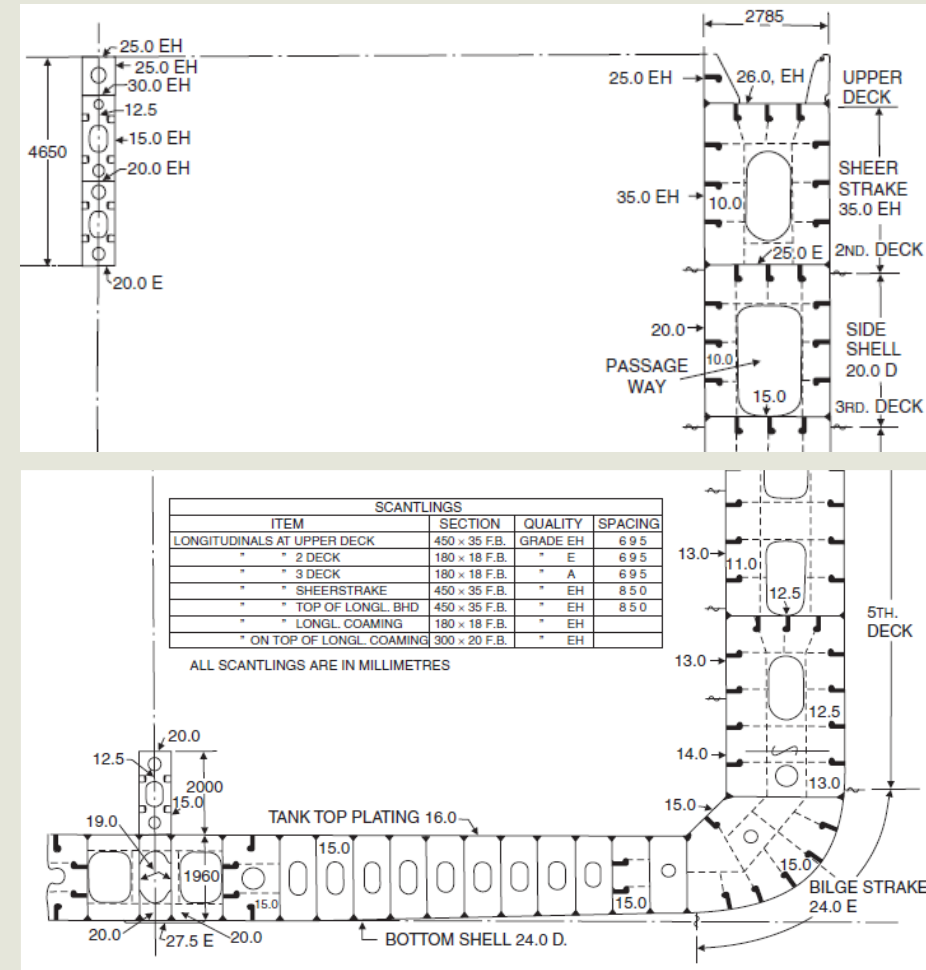 2785
25.0 EH
25.0 EH
30.0 EH
12.5
15.0 EH
20.0 EH
4650
20.0 E
25.0 EH
26.0, EH
UPPER
DECK
35.0 EH
10.0
SHEER
STRAKE
35.0 EH
25.0 E
2ND. DECK
20.0
10.0
PASSAGE
WAY
15.0
SIDE
SHELL
20.0 D
3RD. DECK
SCANTLINGS
ITEM SECTION QUALITY SPACING
LONGITUDINALS AT UPPER DECK 450 × 35 F.B. GRADE EH 695
" " 2 DECK 180 × 18 F.B. " E 695
" " 3 DECK 180 × 18 F.B. " A 695
" " SHEERSTRAKE 450 × 35 F.B. " EH 850
" " TOP OF LONGL. BHD 450 × 35 F.B. " EH 850
" " LONGL. COAMING 180 × 18 F.B. " EH
" ON TOP OF LONGL. COAMING 300 × 20 F.B. " EH
ALL SCANTLINGS ARE IN MILLIMETRES
13.0
11.0
12.5
5TH.
DECK
13.0
12.5
14.0
13.0
20.0
12.5
2000
15.0
19.0
TANK TOP PLATING 16.0
15.0
15.0
1960
15.0
15.0
15.0
BILGE STRAKE
24.0 E
20.0
27.5 E
20.0
BOTTOM SHELL 24.0 D.